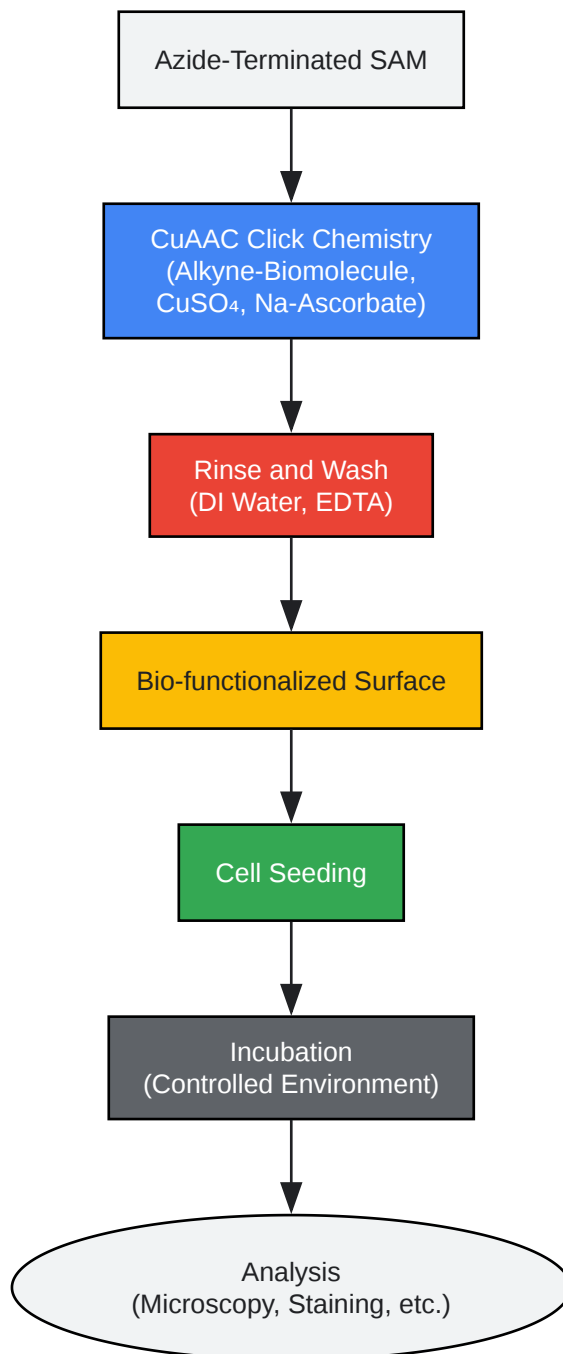 Azide-Terminated SAM
CuAAC Click Chemistry
(Alkyne-Biomolecule,
CuSO₄, Na-Ascorbate)
Rinse and Wash
(DI Water, EDTA)
Bio-functionalized Surface
Cell Seeding
Incubation
(Controlled Environment)
Analysis
(Microscopy, Staining, etc.)